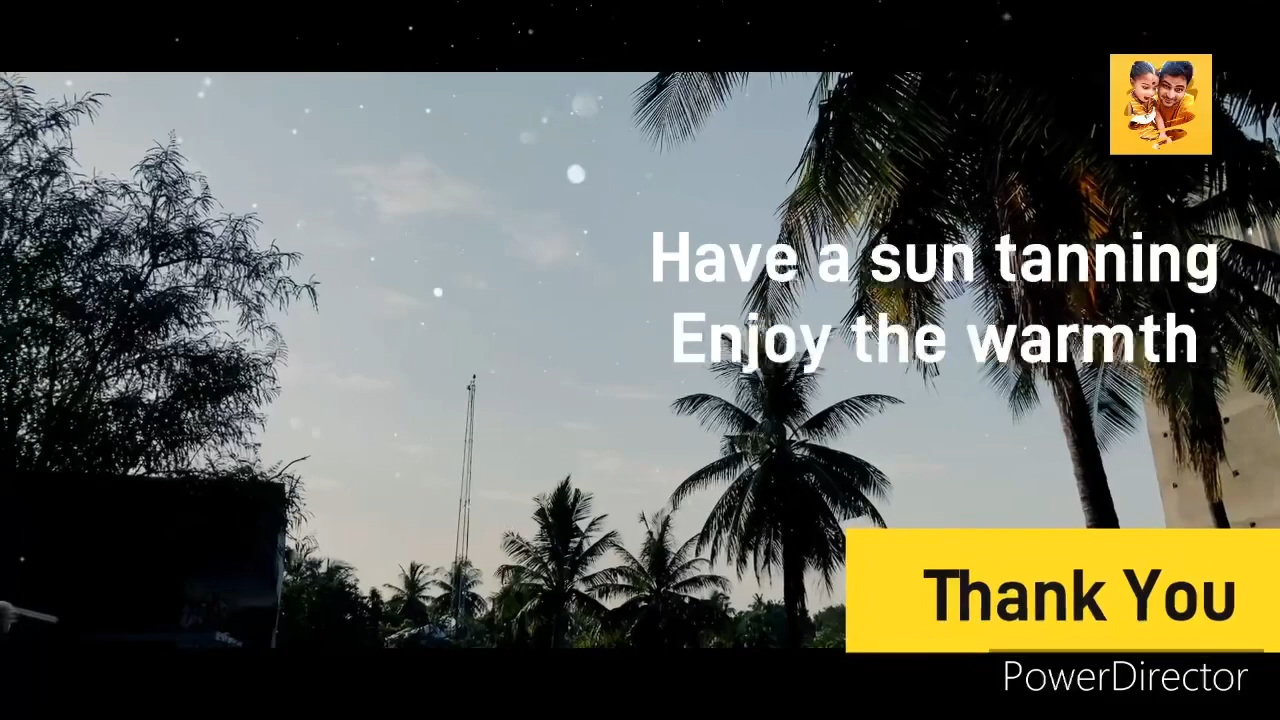 Have a sun tanning
Enjoy the warmth
Thank You
PowerDirector